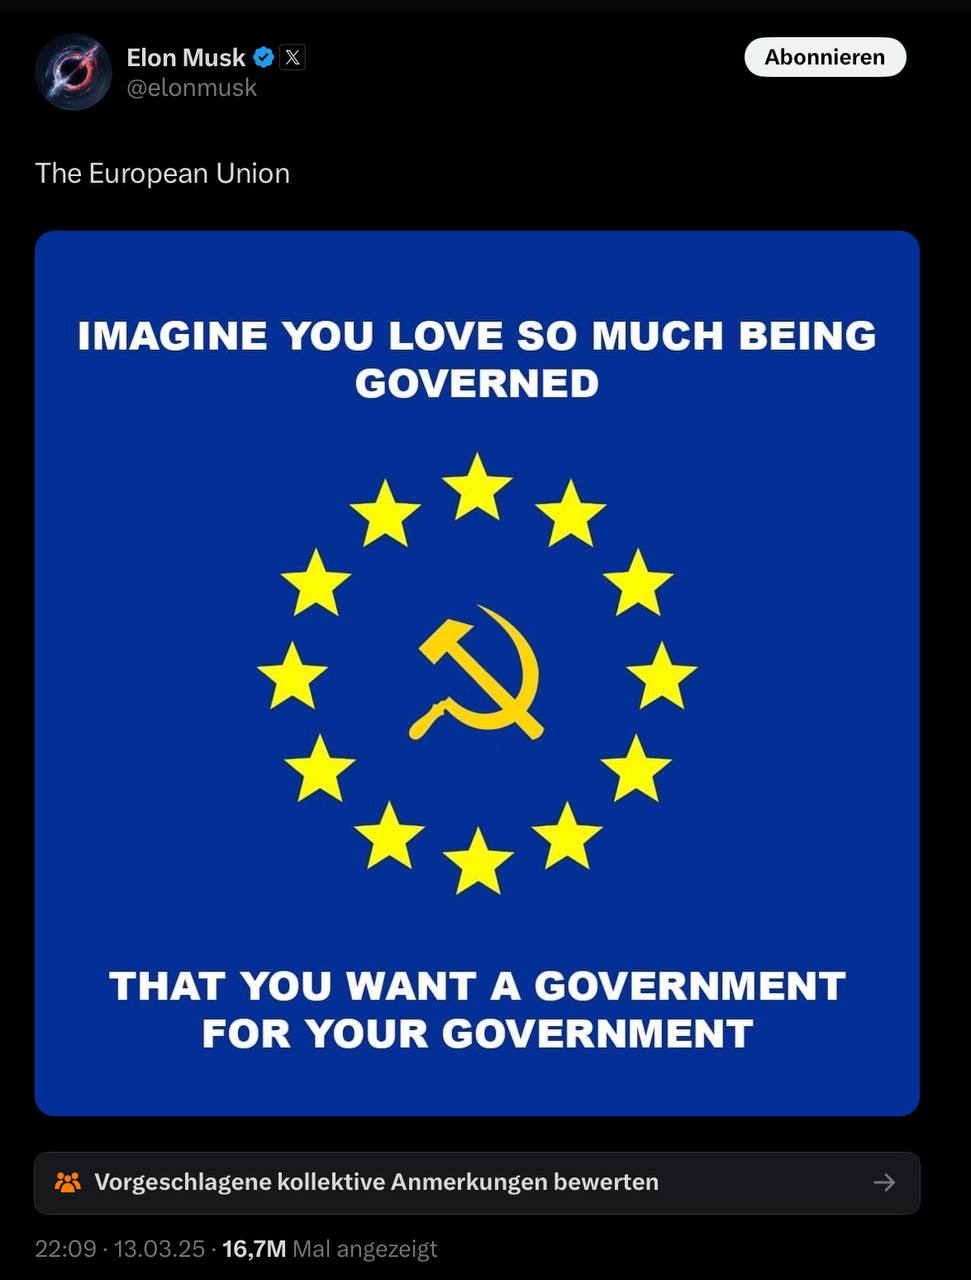 Elon Musk
@elonmusk
Abonnieren
The European Union
IMAGINE YOU LOVE SO MUCH BEING
GOVERNED
THAT YOU WANT A GOVERNMENT
FOR YOUR GOVERNMENT
Vorgeschlagene kollektive Anmerkungen bewerten
22:09 · 13.03.25 · 16,7M Mal angezeigt